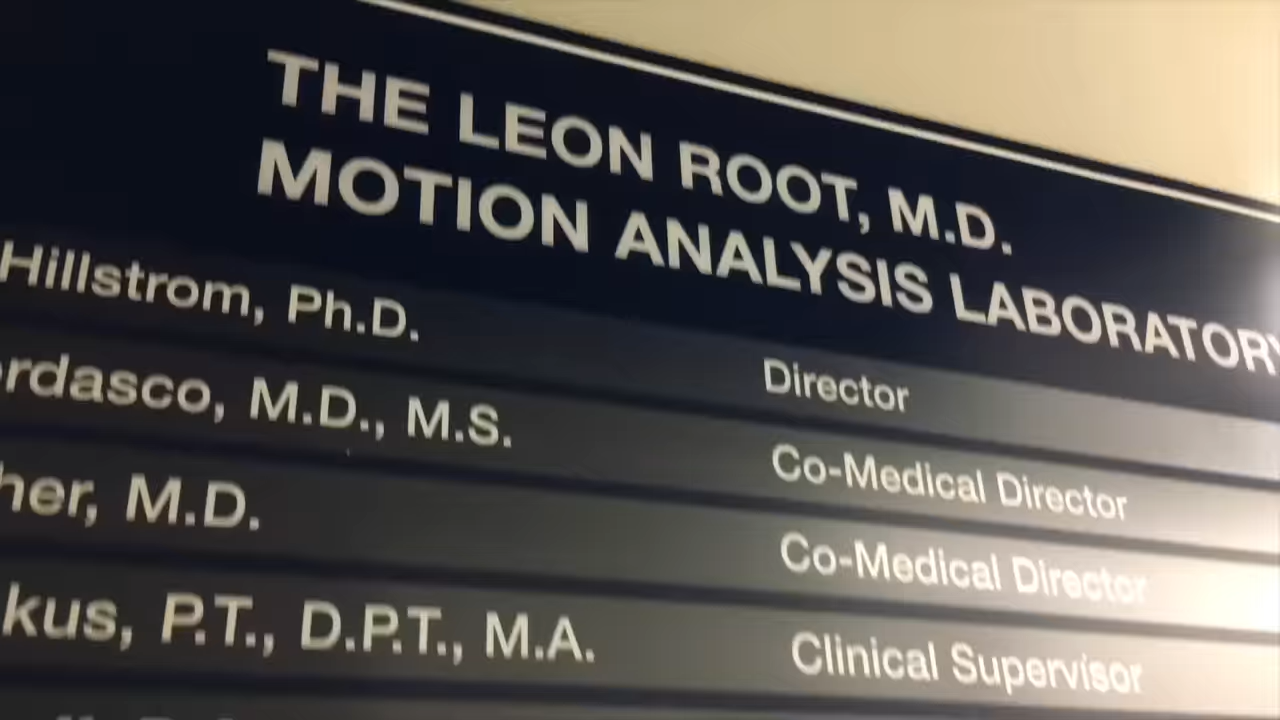 THE LEON ROOT, M.D.
MOTION ANALYSIS LABORATORY
Hillstrom, Ph.D. Director
rdasco, M.D., M.S. Co-Medical Director
her, M.D. Co-Medical Director
kus, P.T., D.P.T., M.A. Clinical Supervisor